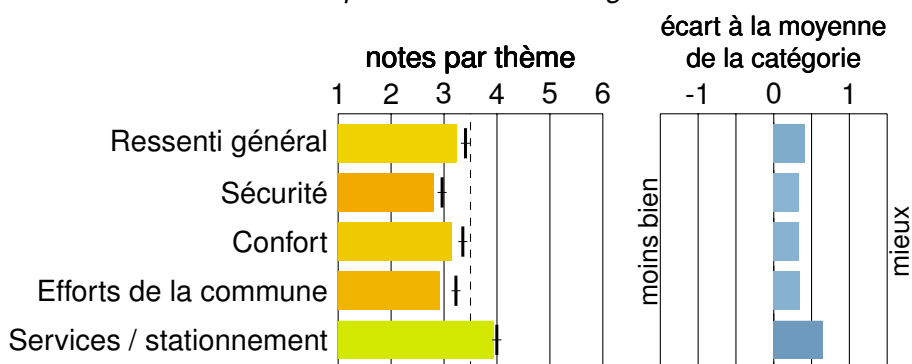 écart à la moyenne
de la catégorie
notes par thème
1 2 3 4 5 6
-1 0 1
Ressenti général
Sécurité
Confort
Efforts de la commune
Services / stationnement
moins bien
mieux